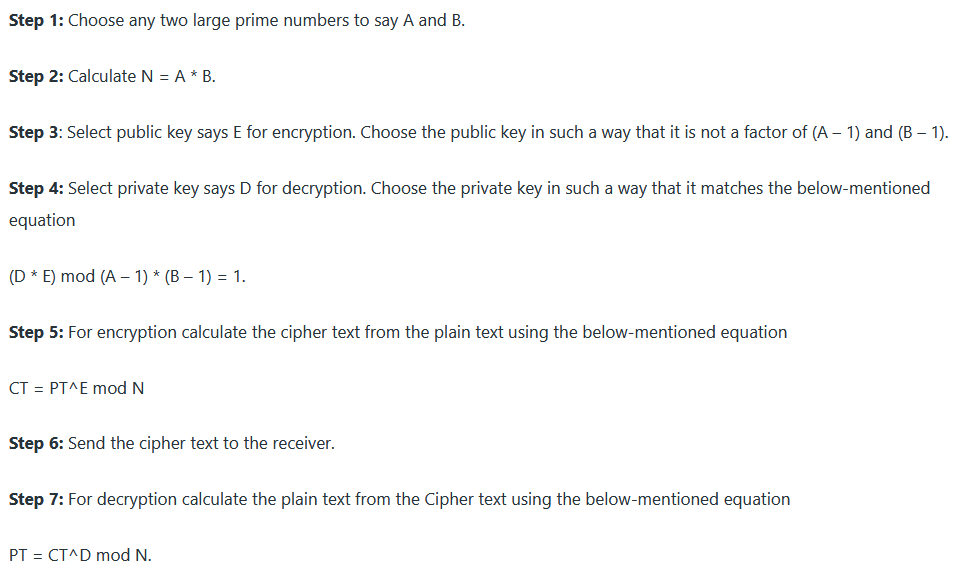 Step 1: Choose any two large prime numbers to say A and B.
Step 2: Calculate N = A * B.
Step 3: Select public key says E for encryption. Choose the public key in such a way that it is not a factor of (A – 1) and (B – 1).
Step 4: Select private key says D for decryption. Choose the private key in such a way that it matches the below-mentioned
equation
(D * E) mod (A – 1) * (B – 1) = 1.
Step 5: For encryption calculate the cipher text from the plain text using the below-mentioned equation
CT = PT^E mod N
Step 6: Send the cipher text to the receiver.
Step 7: For decryption calculate the plain text from the Cipher text using the below-mentioned equation
PT = CT^D mod N.